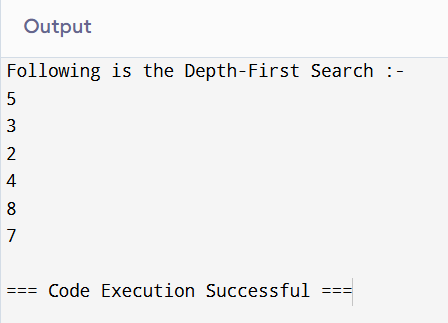 Output
Following is the Depth-First Search :-
5
3
2
4
8
7
=== Code Execution Successful ===